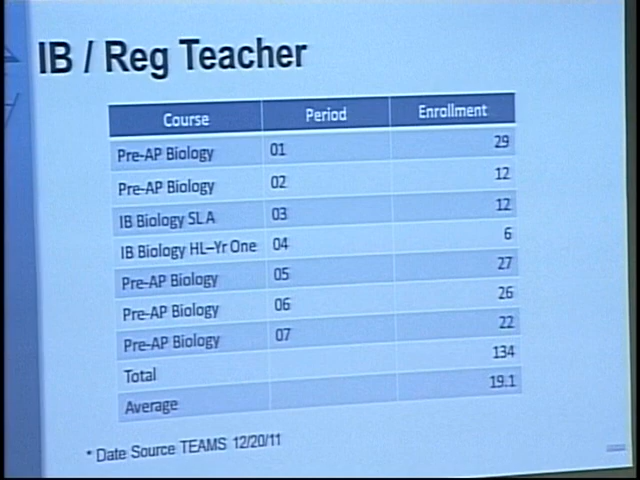 IB / Reg Teacher
Course Period Enrollment
Pre-AP Biology 01 29
Pre-AP Biology 02 12
IB Biology SL A 03 12
IB Biology HL–Yr One 04 6
Pre-AP Biology 05 27
Pre-AP Biology 06 26
Pre-AP Biology 07 22
Total 134
Average 19.1
* Date Source TEAMS 12/20/11